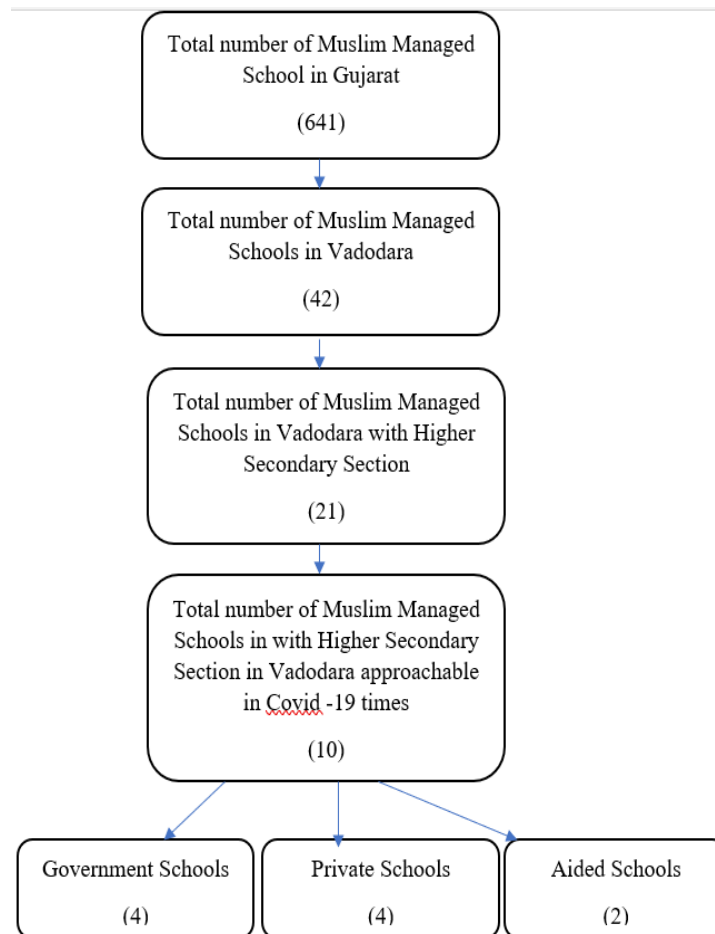 Total number of Muslim Managed
School in Gujarat
(641)
Total number of Muslim Managed
Schools in Vadodara
(42)
Total number of Muslim Managed
Schools in Vadodara with Higher
Secondary Section
(21)
Total number of Muslim Managed
Schools in with Higher Secondary
Section in Vadodara approachable
in Covid -19 times
(10)
Government Schools
(4)
Private Schools
(4)
Aided Schools
(2)